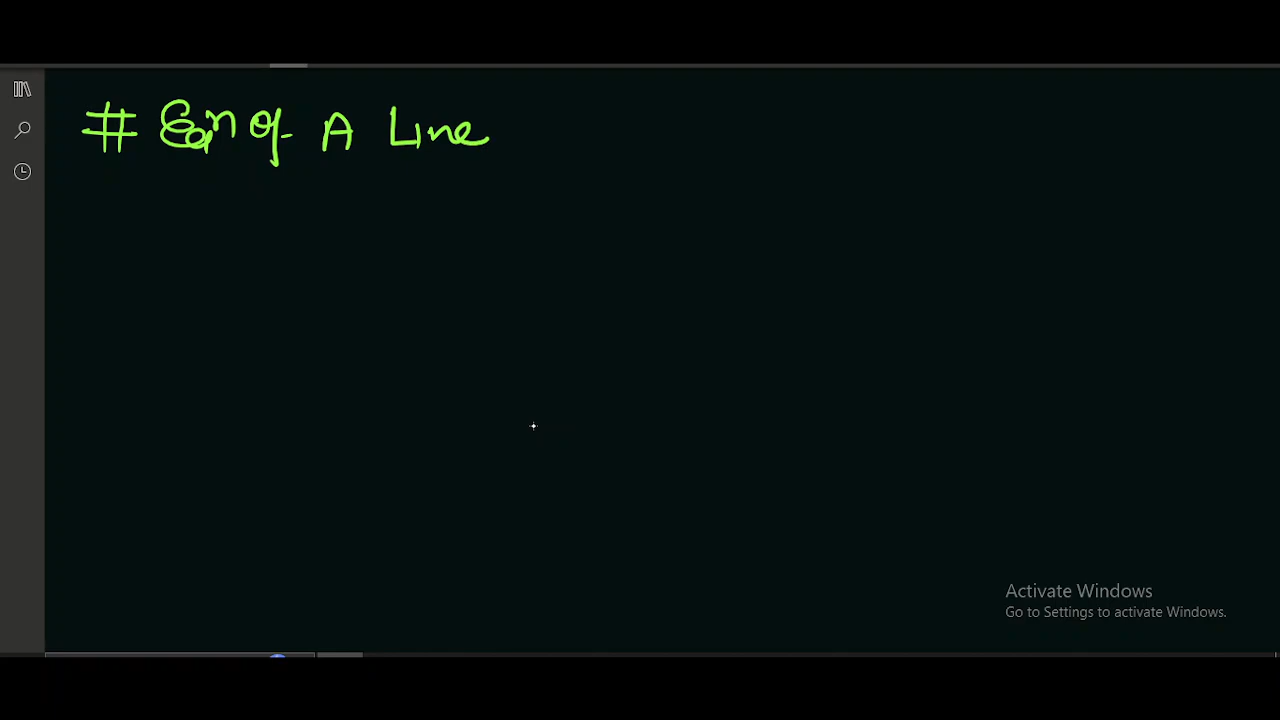 # Eqn of A Line
Activate Windows
Go to Settings to activate Windows.